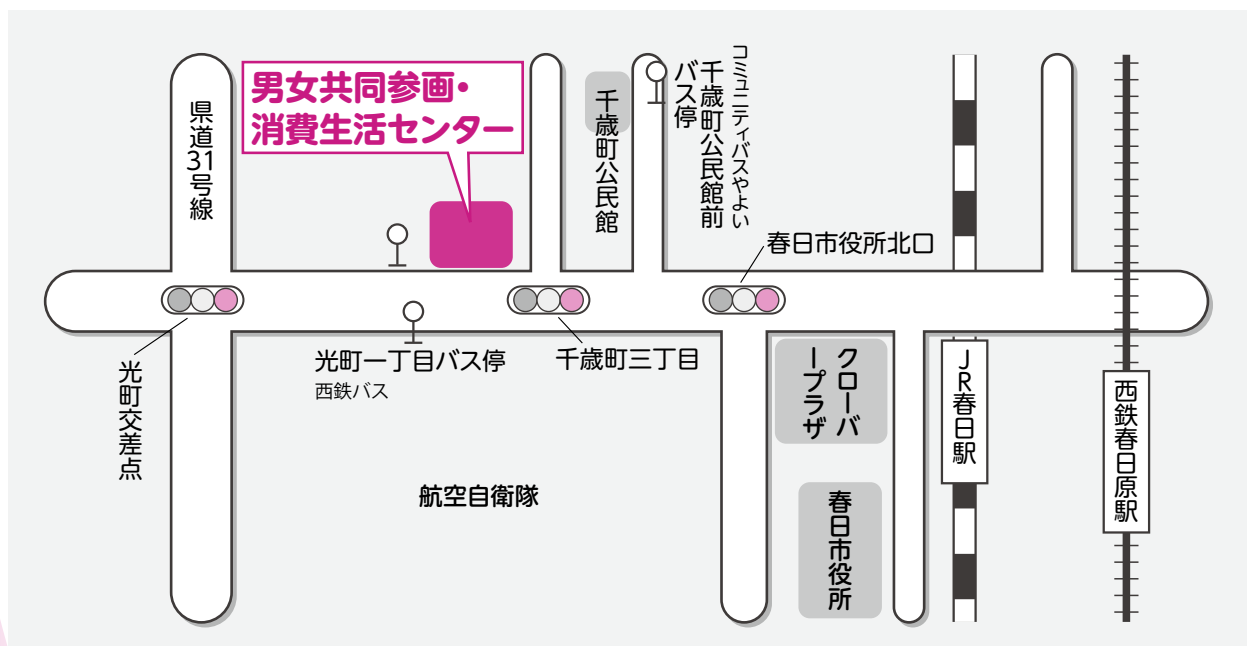 男女共同参画・
消費生活センター
県道31号線
千歳町公民館
コミュニティバスやよい
千歳町公民館前
バス停
春日市役所北口
光町交差点
光町一丁目バス停
西鉄バス
千歳町三丁目
クローバ
ープラザ
JR春日駅
西鉄春日原駅
航空自衛隊
春日市役所